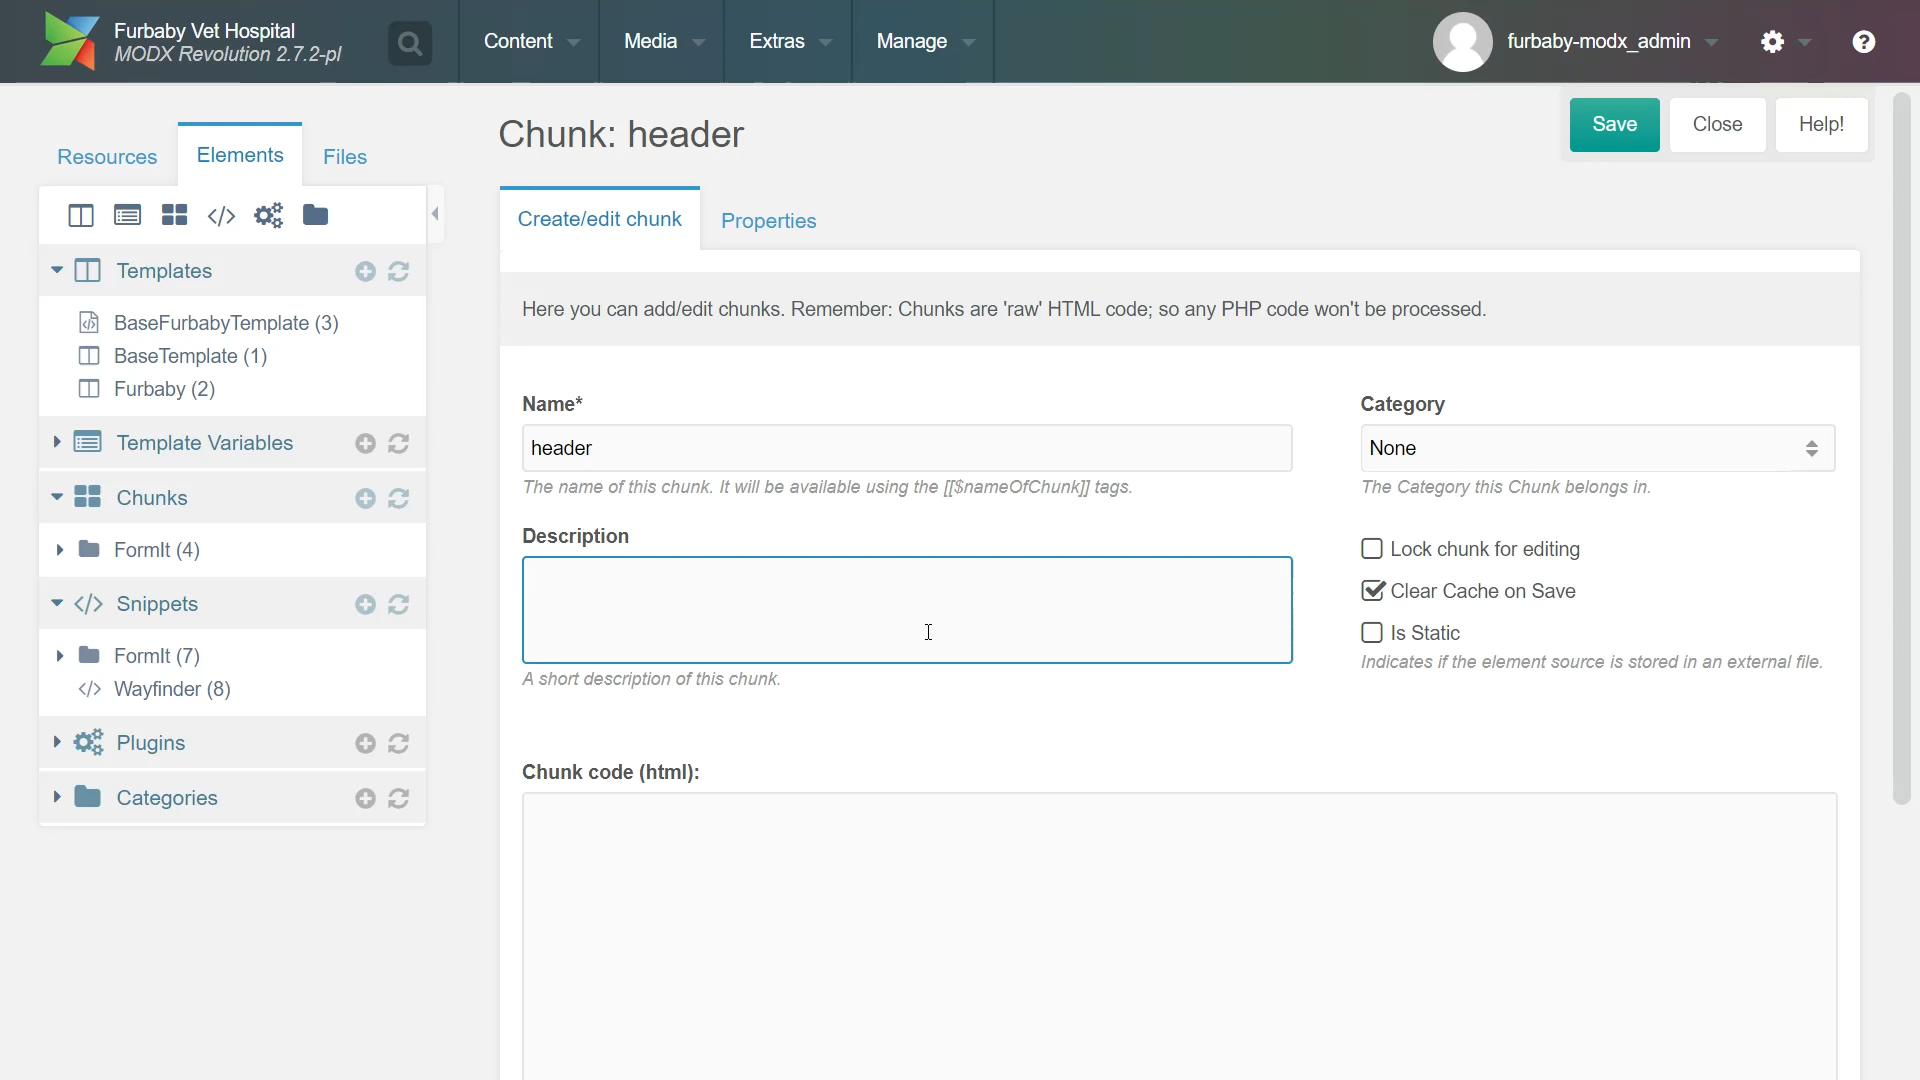 Furbaby Vet Hospital
MODX Revolution 2.7.2-pl
Content
Media
Extras
Manage
furbaby-modx_admin
?
Resources
Elements
Files
Chunk: header
Save
Close
Help!
Create/edit chunk
Properties
Here you can add/edit chunks. Remember: Chunks are 'raw' HTML code; so any PHP code won't be processed.
Templates
BaseFurbabyTemplate (3)
BaseTemplate (1)
Furbaby (2)
Template Variables
Chunks
FormIt (4)
Snippets
FormIt (7)
Wayfinder (8)
Plugins
Categories
Name*
header
The name of this chunk. It will be available using the [[$nameOfChunk]] tags.
Description
A short description of this chunk.
Category
None
The Category this Chunk belongs in.
Lock chunk for editing
Clear Cache on Save
Is Static
Indicates if the element source is stored in an external file.
Chunk code (html):